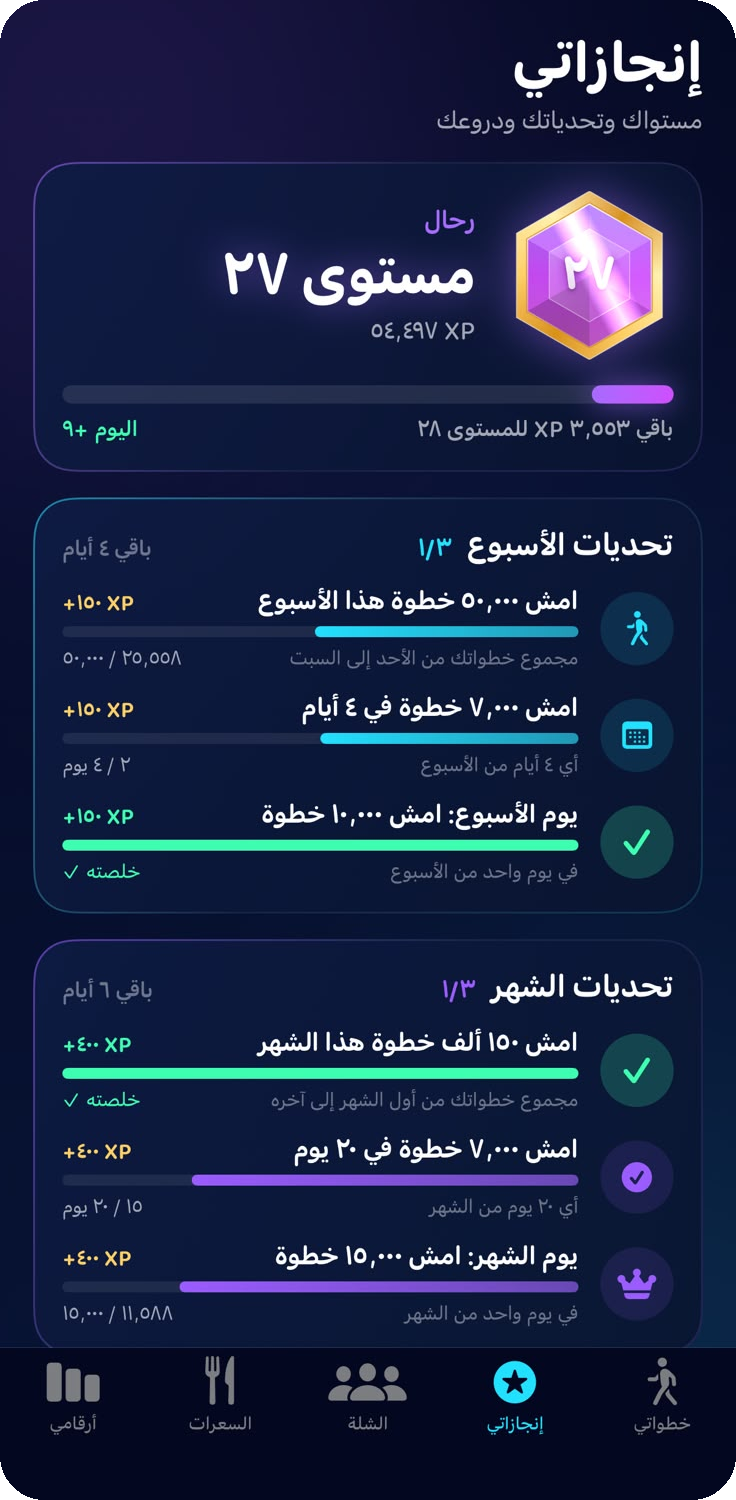 إنجازاتي
مستواك وتحدياتك ودروعك
٢٧
رحال
مستوى ٢٧
٥٤,٤٩٧ XP
باقي ٣,٥٥٣ XP للمستوى ٢٨
اليوم +٩
تحديات الأسبوع ١/٣
باقي ٤ أيام
امش ٥٠,٠٠٠ خطوة هذا الأسبوع
+١٥٠ XP
مجموع خطواتك من الأحد إلى السبت
٢٥,٥٥٨ / ٥٠,٠٠٠
امش ٧,٠٠٠ خطوة في ٤ أيام
+١٥٠ XP
أي ٤ أيام من الأسبوع
٢ / ٤ يوم
يوم الأسبوع: امش ١٠,٠٠٠ خطوة
+١٥٠ XP
في يوم واحد من الأسبوع
خلصته ✓
تحديات الشهر ١/٣
باقي ٦ أيام
امش ١٥٠ ألف خطوة هذا الشهر
+٤٠٠ XP
مجموع خطواتك من أول الشهر إلى آخره
خلصته ✓
امش ٧,٠٠٠ خطوة في ٢٠ يوم
+٤٠٠ XP
أي ٢٠ يوم من الشهر
١٥ / ٢٠ يوم
يوم الشهر: امش ١٥,٠٠٠ خطوة
+٤٠٠ XP
في يوم واحد من الشهر
١١,٥٨٨ / ١٥,٠٠٠
خطواتي
إنجازاتي
الشلة
السعرات
أرقامي